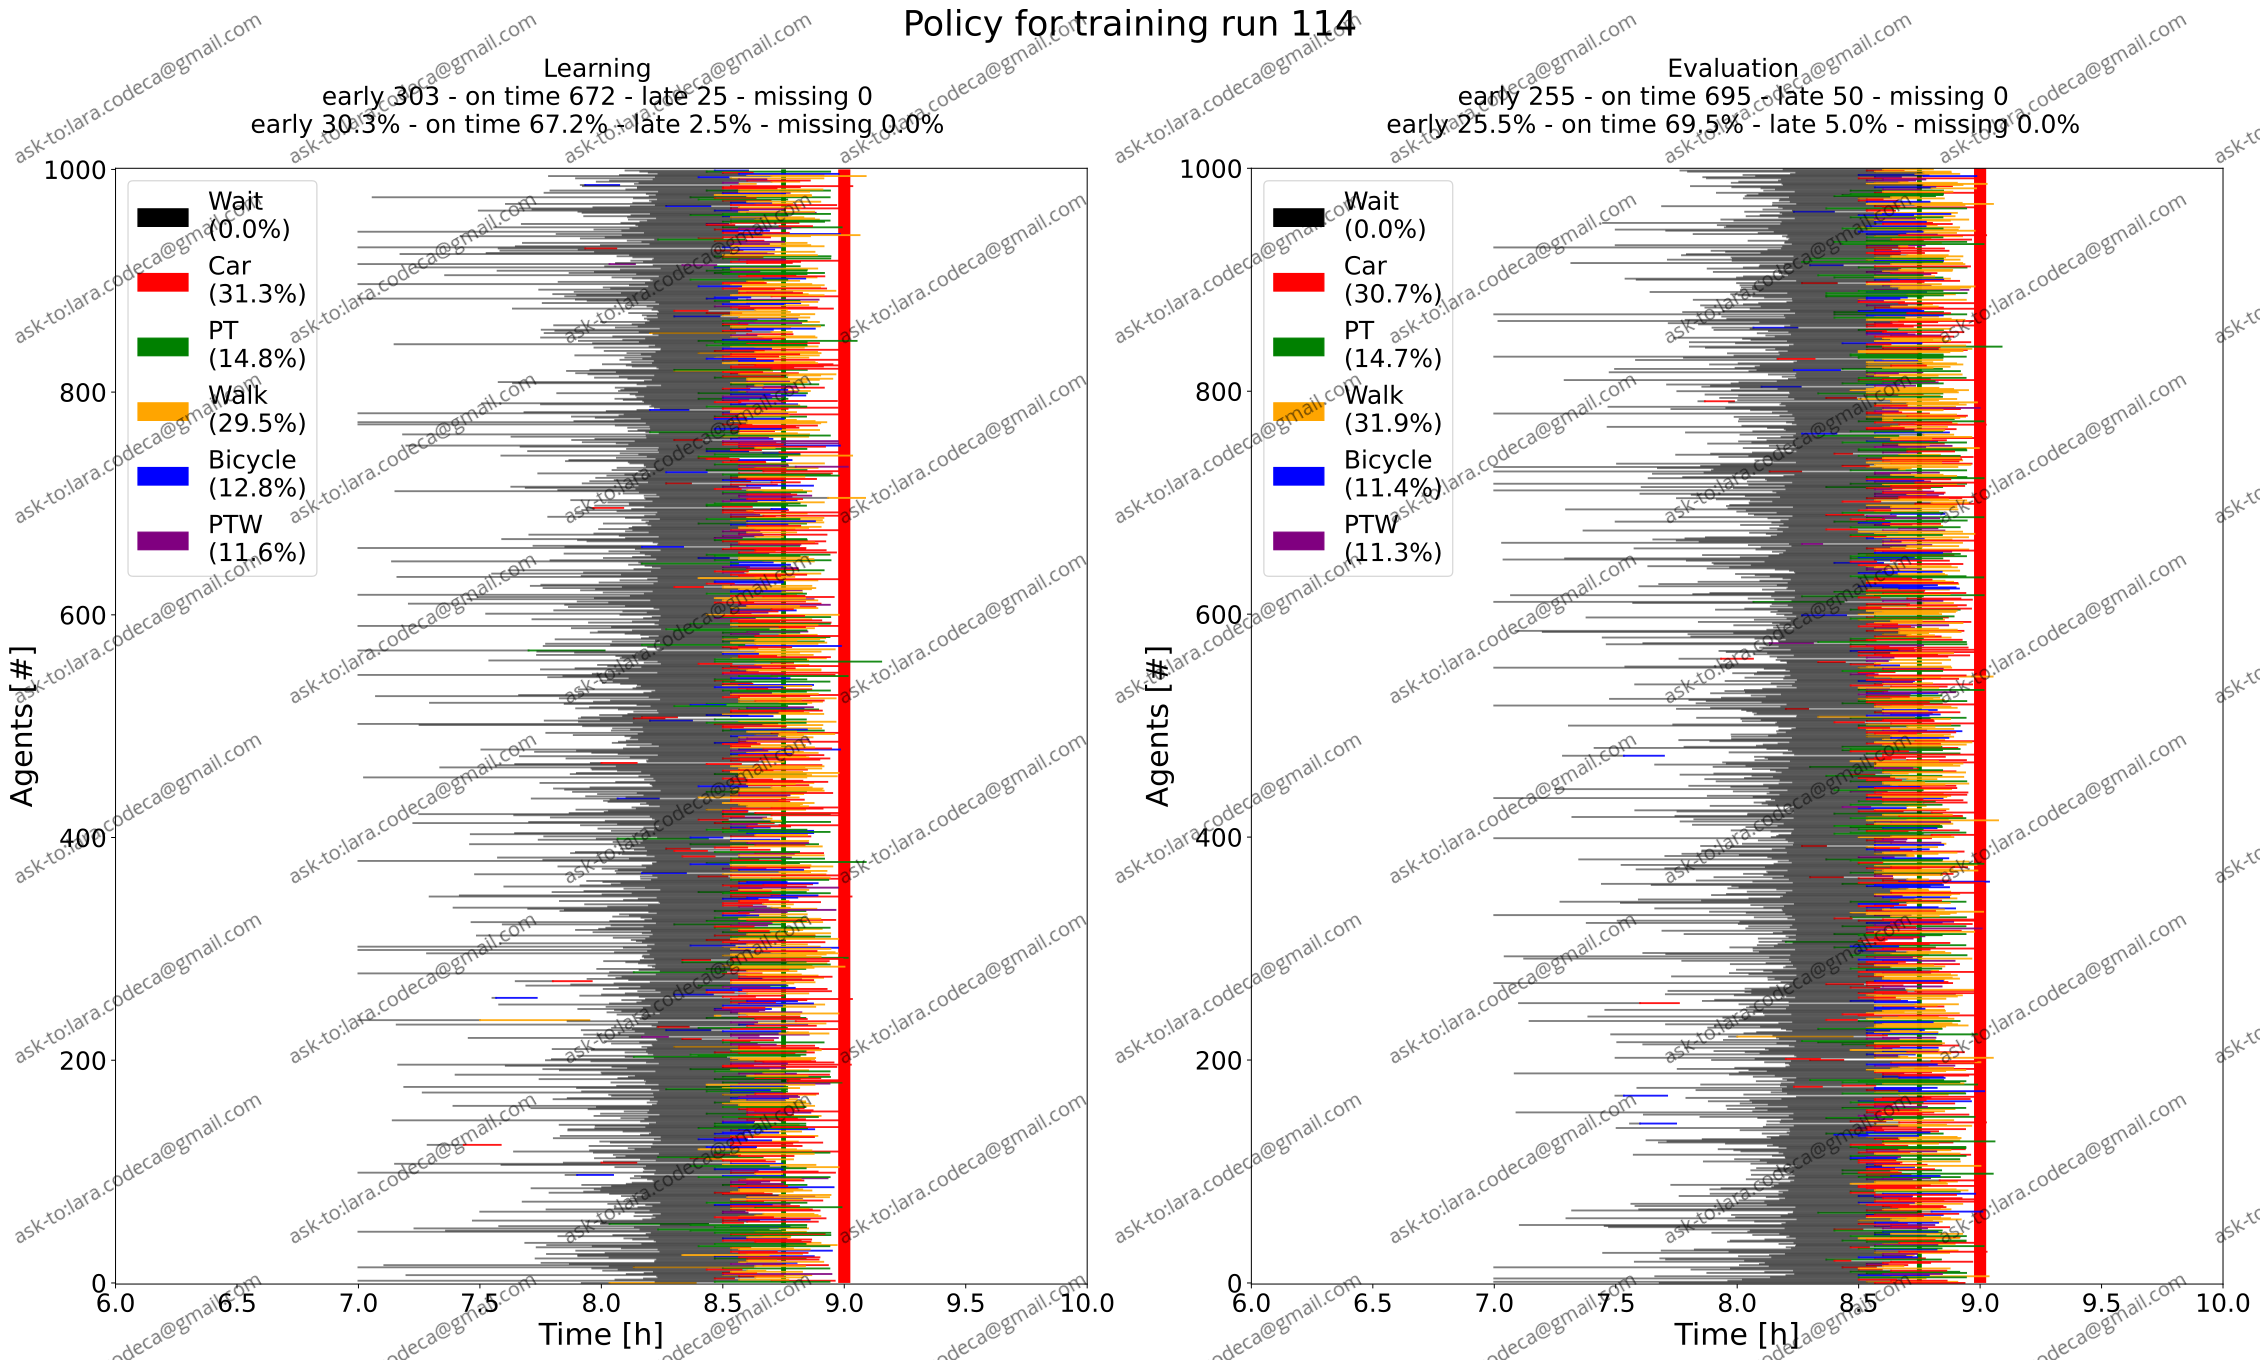 Policy for training run 114
Learning
early 303 - on time 672 - late 25 - missing 0
early 30.3% - on time 67.2% - late 2.5% - missing 0.0%
Evaluation
early 255 - on time 695 - late 50 - missing 0
early 25.5% - on time 69.5% - late 5.0% - missing 0.0%
Agents [#]
1000
800
600
400
200
0
Wait
(0.0%)
Car
(31.3%)
PT
(14.8%)
Walk
(29.5%)
Bicycle
(12.8%)
PTW
(11.6%)
6.0 6.5 7.0 7.5 8.0 8.5 9.0 9.5 10.0
Time [h]
Agents [#]
1000
800
600
400
200
0
Wait
(0.0%)
Car
(30.7%)
PT
(14.7%)
Walk
(31.9%)
Bicycle
(11.4%)
PTW
(11.3%)
6.0 6.5 7.0 7.5 8.0 8.5 9.0 9.5 10.0
Time [h]
ask-to:lara.codeca@gmail.com